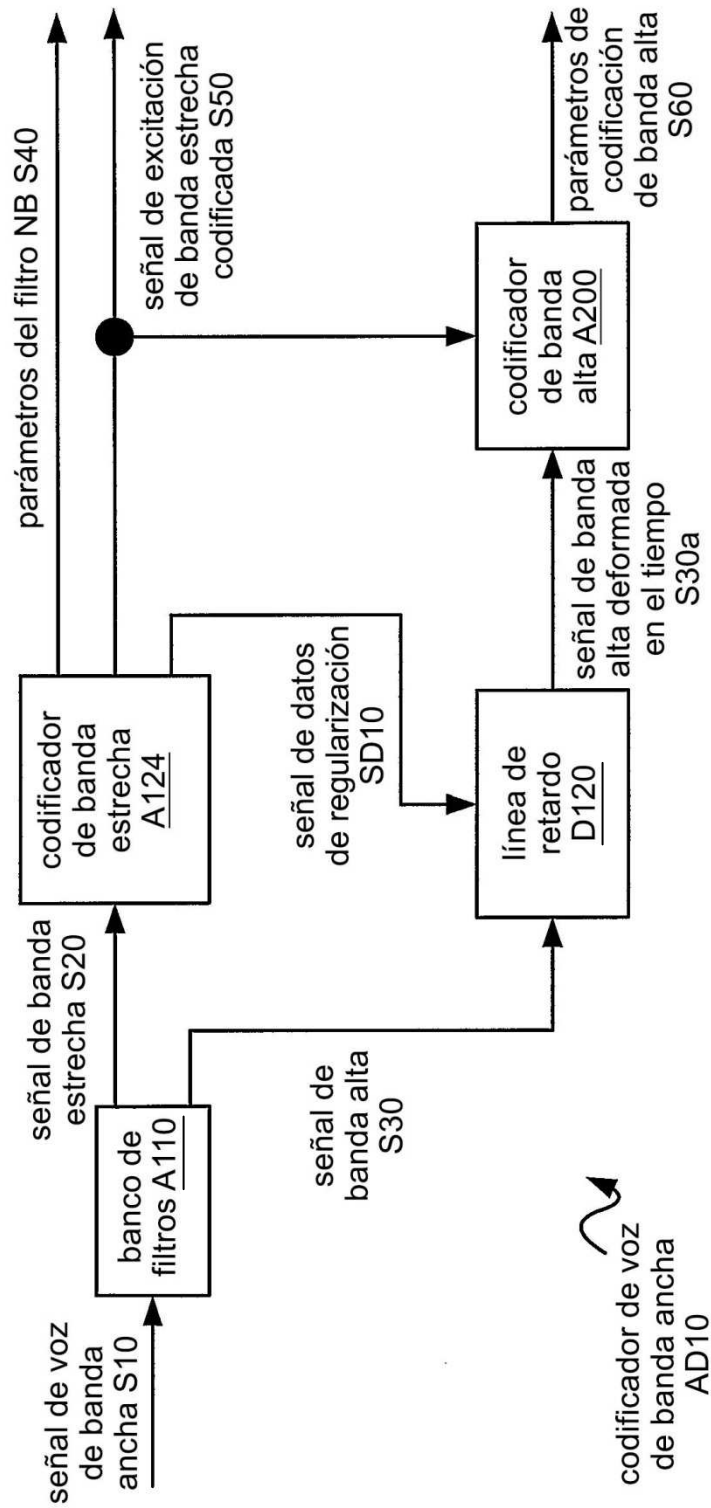 señal de voz
de banda
ancha S10
banco de
filtros A110
señal de banda
estrecha S20
codificador
de banda
estrecha
A124
parámetros del filtro NB S40
señal de excitación
de banda estrecha
codificada S50
señal de datos
de regularización
SD10
señal de
banda alta
S30
línea de
retardo
D120
señal de banda
alta deformada
en el tiempo
S30a
codificador
de banda
alta A200
parámetros de
codificación
de banda alta
S60
codificador de voz
de banda ancha
AD10